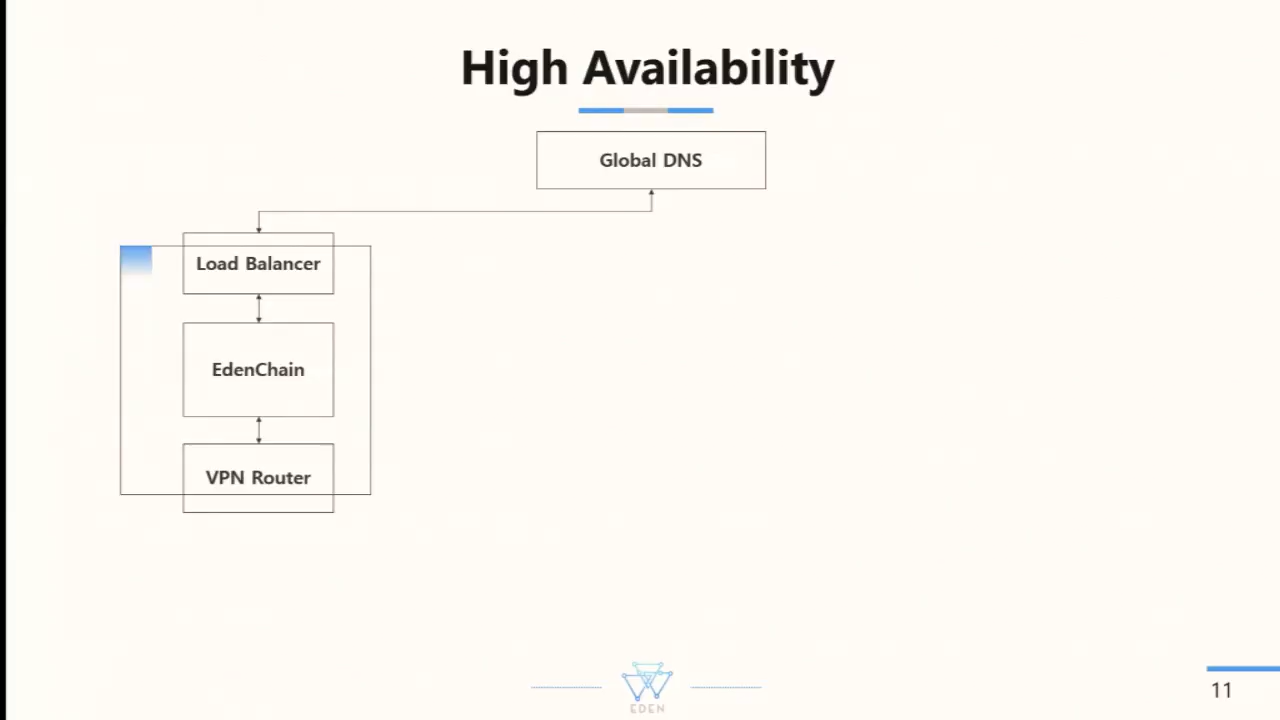 High Availability
Global DNS
Load Balancer
EdenChain
VPN Router
EDEN
11